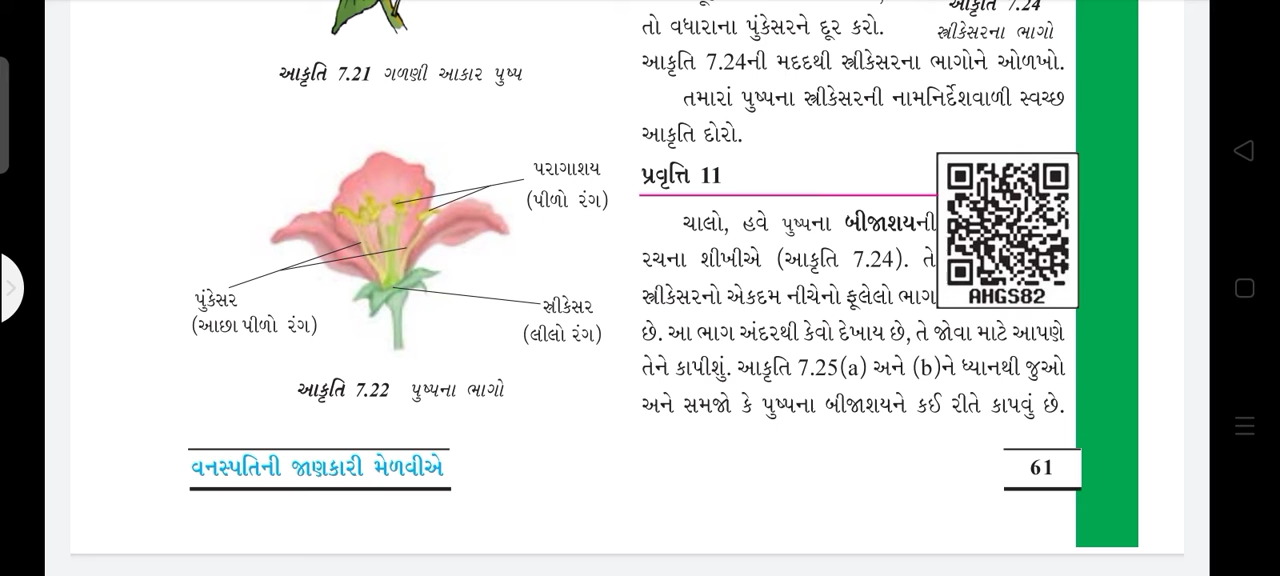 આકૃતિ 7.21 ગળણી આકાર પુષ્પ
પરાગાશય
(પીળો રંગ)
પુંકેસર
(આછા પીળો રંગ)
સ્ત્રીકેસર
(લીલો રંગ)
આકૃતિ 7.22 પુષ્પના ભાગો
આકૃતિ 7.24
સ્ત્રીકેસરના ભાગો
તો વધારાના પુંકેસરને દૂર કરો.
આકૃતિ 7.24ની મદદથી સ્ત્રીકેસરના ભાગોને ઓળખો.
તમારાં પુષ્પના સ્ત્રીકેસરની નામનિર્દેશવાળી સ્વચ્છ
આકૃતિ દોરો.
પ્રવૃત્તિ 11
ચાલો, હવે પુષ્પના બીજાશયની
રચના શીખીએ (આકૃતિ 7.24). તે
સ્ત્રીકેસરનો એકદમ નીચેનો ફૂલેલો ભાગ
છે. આ ભાગ અંદરથી કેવો દેખાય છે, તે જોવા માટે આપણે
તેને કાપીશું. આકૃતિ 7.25(a) અને (b)ને ધ્યાનથી જુઓ
અને સમજો કે પુષ્પના બીજાશયને કઈ રીતે કાપવું છે.
AHGS82
વનસ્પતિની જાણકારી મેળવીએ
61